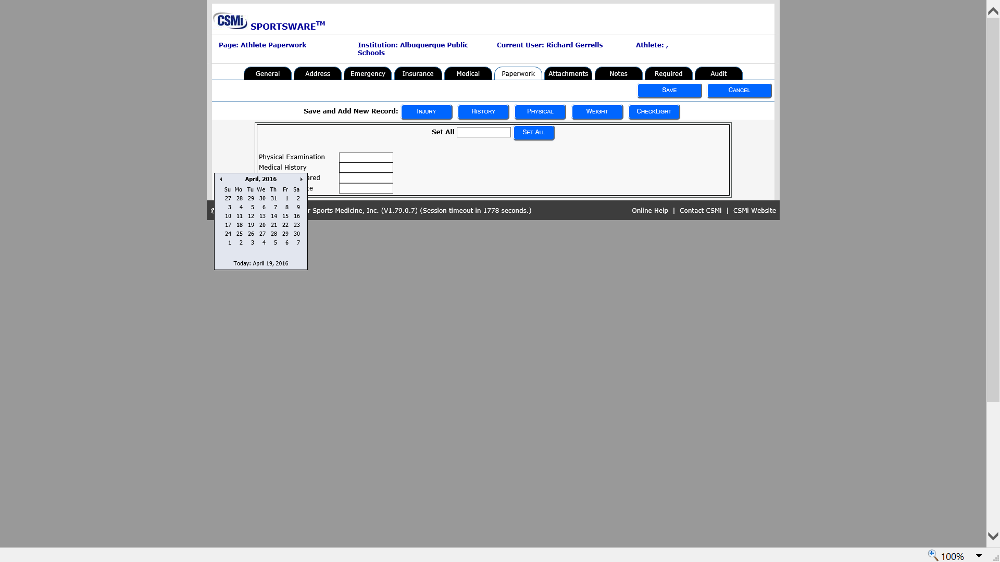 CSMi SPORTSWARE™
Page: Athlete Paperwork Institution: Albuquerque Public Schools Current User: Richard Gerrells Athlete: ,
General Address Emergency Insurance Medical Paperwork Attachments Notes Required Audit
SAVE CANCEL
Save and Add New Record: INJURY HISTORY PHYSICAL WEIGHT CHECKLIGHT
Set All SET ALL
Physical Examination
Medical History
ared
ce
April, 2016
Su Mo Tu We Th Fr Sa
27 28 29 30 31 1 2
3 4 5 6 7 8 9
10 11 12 13 14 15 16
17 18 19 20 21 22 23
24 25 26 27 28 29 30
1 2 3 4 5 6 7
Today: April 19, 2016
© r Sports Medicine, Inc. (V1.79.0.7) (Session timeout in 1778 seconds.) Online Help | Contact CSMi | CSMi Website
100%